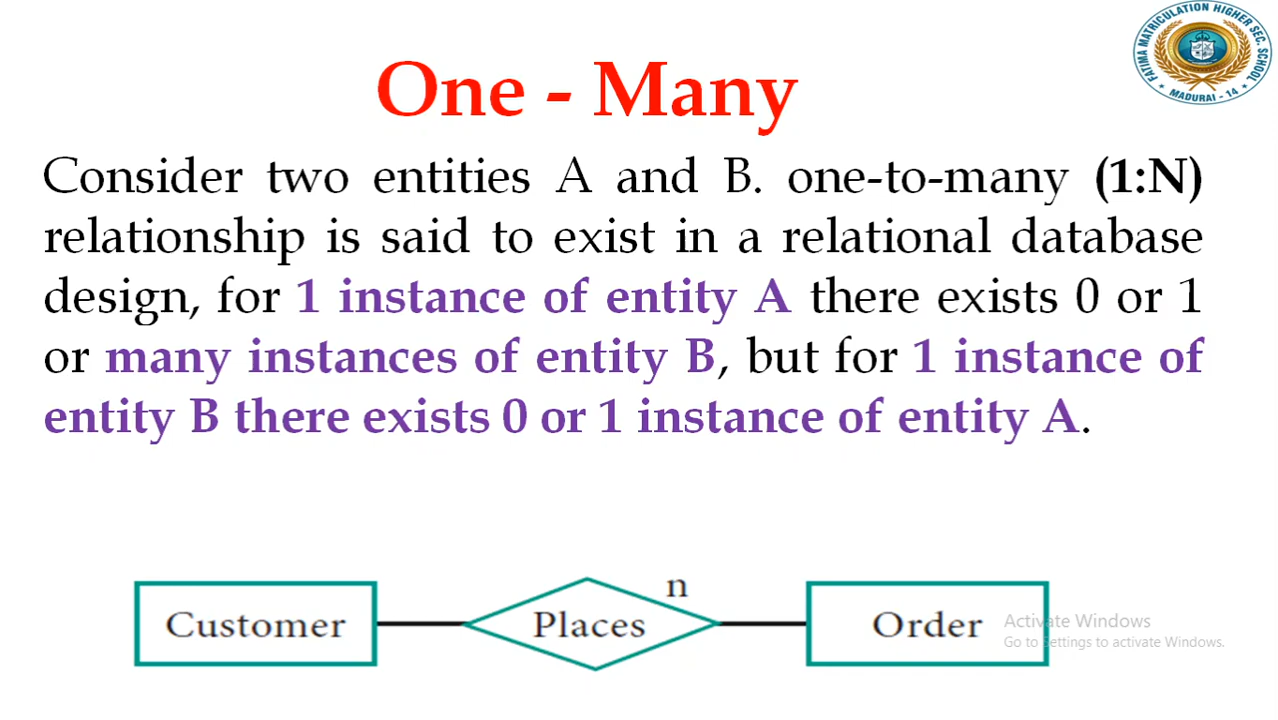 FATIMA MATRICULATION HIGHER SEC. SCHOOL
* MADURAI - 14 *
One - Many
Consider two entities A and B. one-to-many (1:N)
relationship is said to exist in a relational database
design, for 1 instance of entity A there exists 0 or 1
or many instances of entity B, but for 1 instance of
entity B there exists 0 or 1 instance of entity A.
n
Customer Places Order
Activate Windows
Go to Settings to activate Windows.